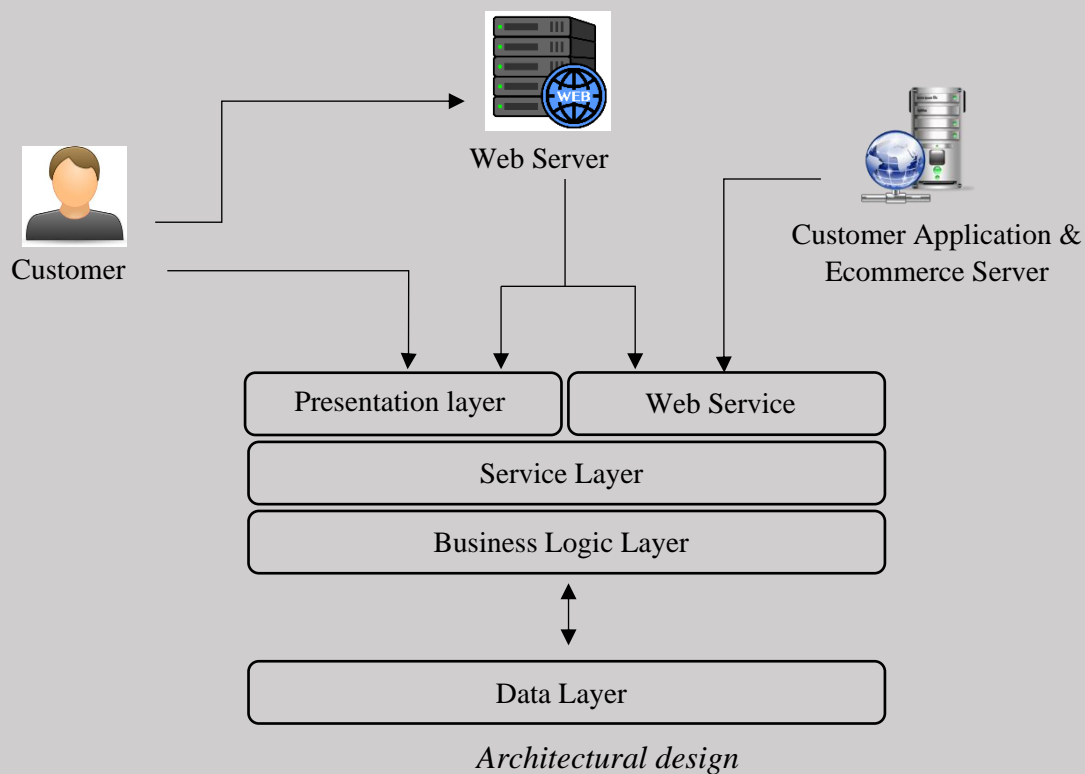 WEB
Web Server
Customer
Customer Application &
Ecommerce Server
Presentation layer
Web Service
Service Layer
Business Logic Layer
Data Layer
Architectural design